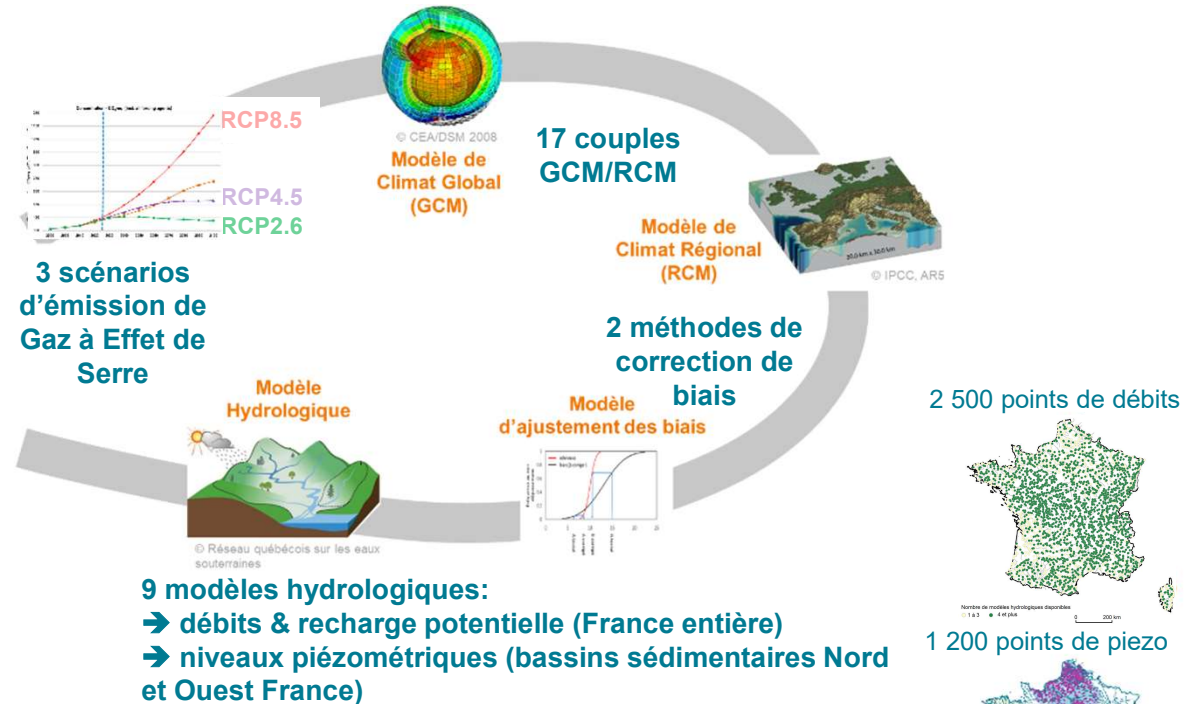 RCP8.5
RCP4.5
RCP2.6
3 scénarios
d'émission de
Gaz à Effet de
Serre
© CEA/DSM 2008
Modèle de
Climat Global
(GCM)
17 couples
GCM/RCM
Modèle de
Climat Régional
(RCM)
© IPCC, AR5
2 méthodes de
correction de
biais
Modèle
d'ajustement des biais
Modèle
Hydrologique
© Réseau québécois sur les eaux
souterraines
9 modèles hydrologiques:
➔ débits & recharge potentielle (France entière)
➔ niveaux piézométriques (bassins sédimentaires Nord
et Ouest France)
2 500 points de débits
Nombre de modèles hydrologiques disponibles
1 à 3 4 et plus
0 200 km
1 200 points de piezo